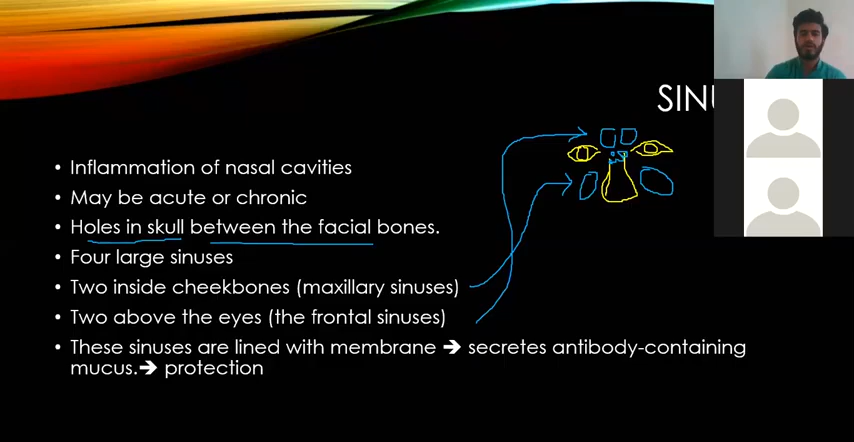 SINU
• Inflammation of nasal cavities
• May be acute or chronic
• Holes in skull between the facial bones.
• Four large sinuses
• Two inside cheekbones (maxillary sinuses)
• Two above the eyes (the frontal sinuses)
• These sinuses are lined with membrane ➔ secretes antibody-containing
mucus.➔ protection